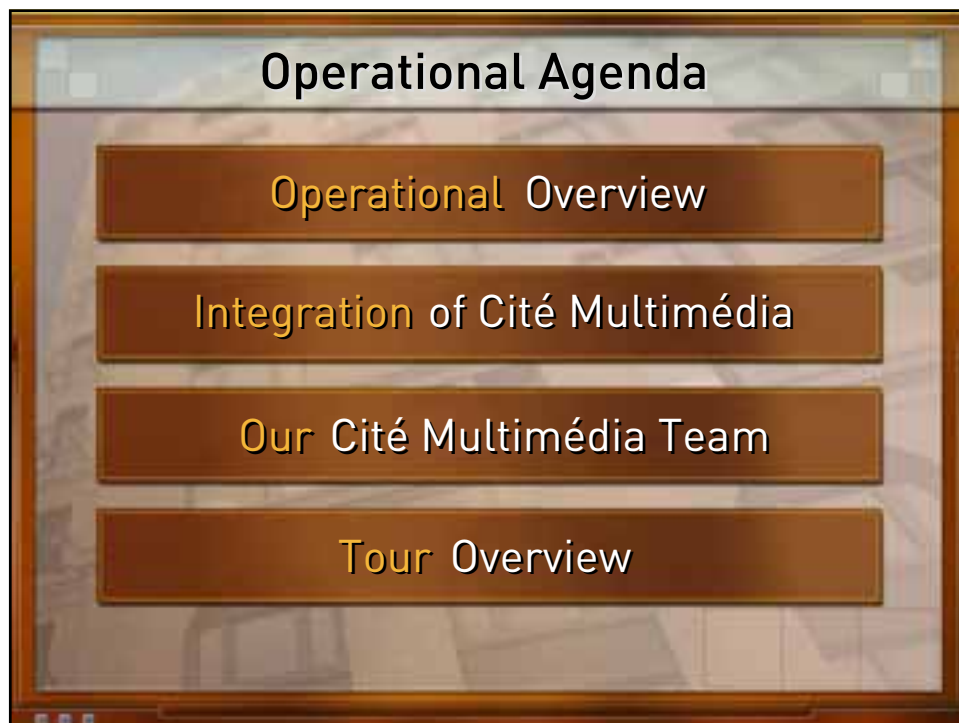 Operational Agenda
Operational Overview
Integration of Cité Multimédia
Our Cité Multimédia Team
Tour Overview